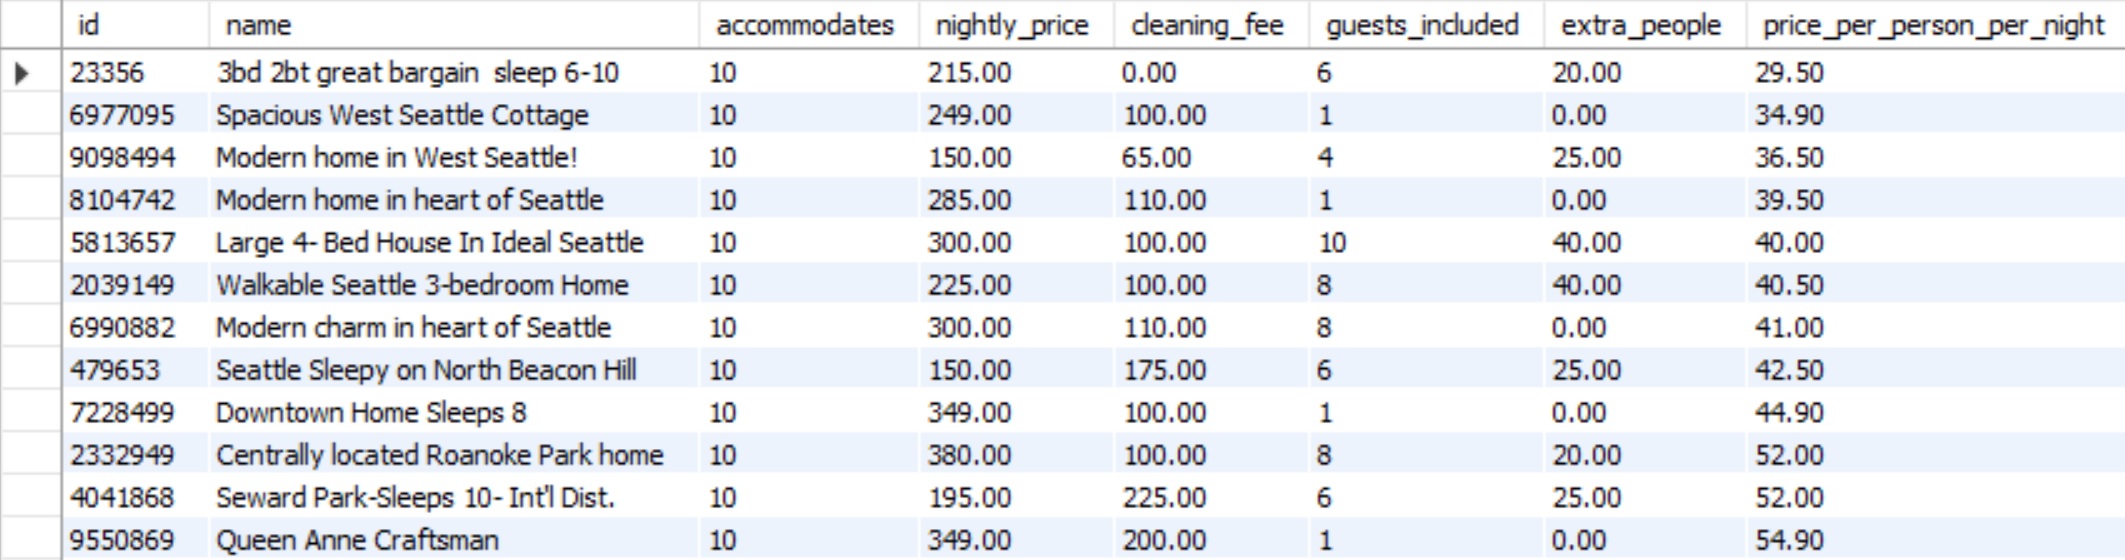 id name accommodates nightly_price cleaning_fee guests_included extra_people price_per_person_per_night
23356 3bd 2bt great bargain  sleep 6-10 10 215.00 0.00 6 20.00 29.50
6977095 Spacious West Seattle Cottage 10 249.00 100.00 1 0.00 34.90
9098494 Modern home in West Seattle! 10 150.00 65.00 4 25.00 36.50
8104742 Modern home in heart of Seattle 10 285.00 110.00 1 0.00 39.50
5813657 Large 4- Bed House In Ideal Seattle 10 300.00 100.00 10 40.00 40.00
2039149 Walkable Seattle 3-bedroom Home 10 225.00 100.00 8 40.00 40.50
6990882 Modern charm in heart of Seattle 10 300.00 110.00 8 0.00 41.00
479653 Seattle Sleepy on North Beacon Hill 10 150.00 175.00 6 25.00 42.50
7228499 Downtown Home Sleeps 8 10 349.00 100.00 1 0.00 44.90
2332949 Centrally located Roanoke Park home 10 380.00 100.00 8 20.00 52.00
4041868 Seward Park-Sleeps 10- Int'l Dist. 10 195.00 225.00 6 25.00 52.00
9550869 Queen Anne Craftsman 10 349.00 200.00 1 0.00 54.90